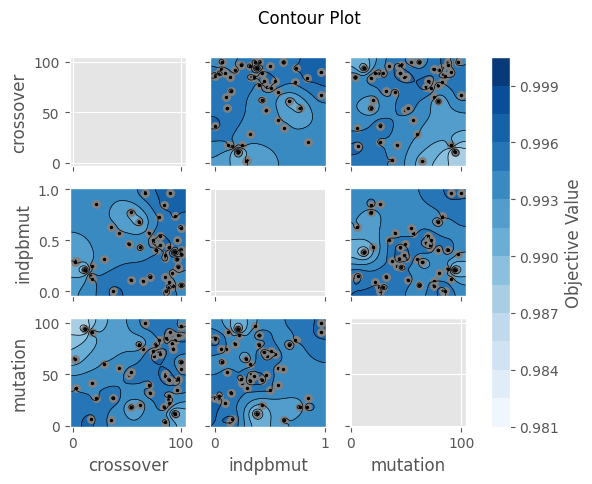 Contour Plot
crossover
100
50
0
indpbmut
1.0
0.5
0.0
mutation
100
50
0
0
100
crossover
0
1
indpbmut
0
100
mutation
0.999
0.996
0.993
0.990
0.987
0.984
0.981
Objective Value